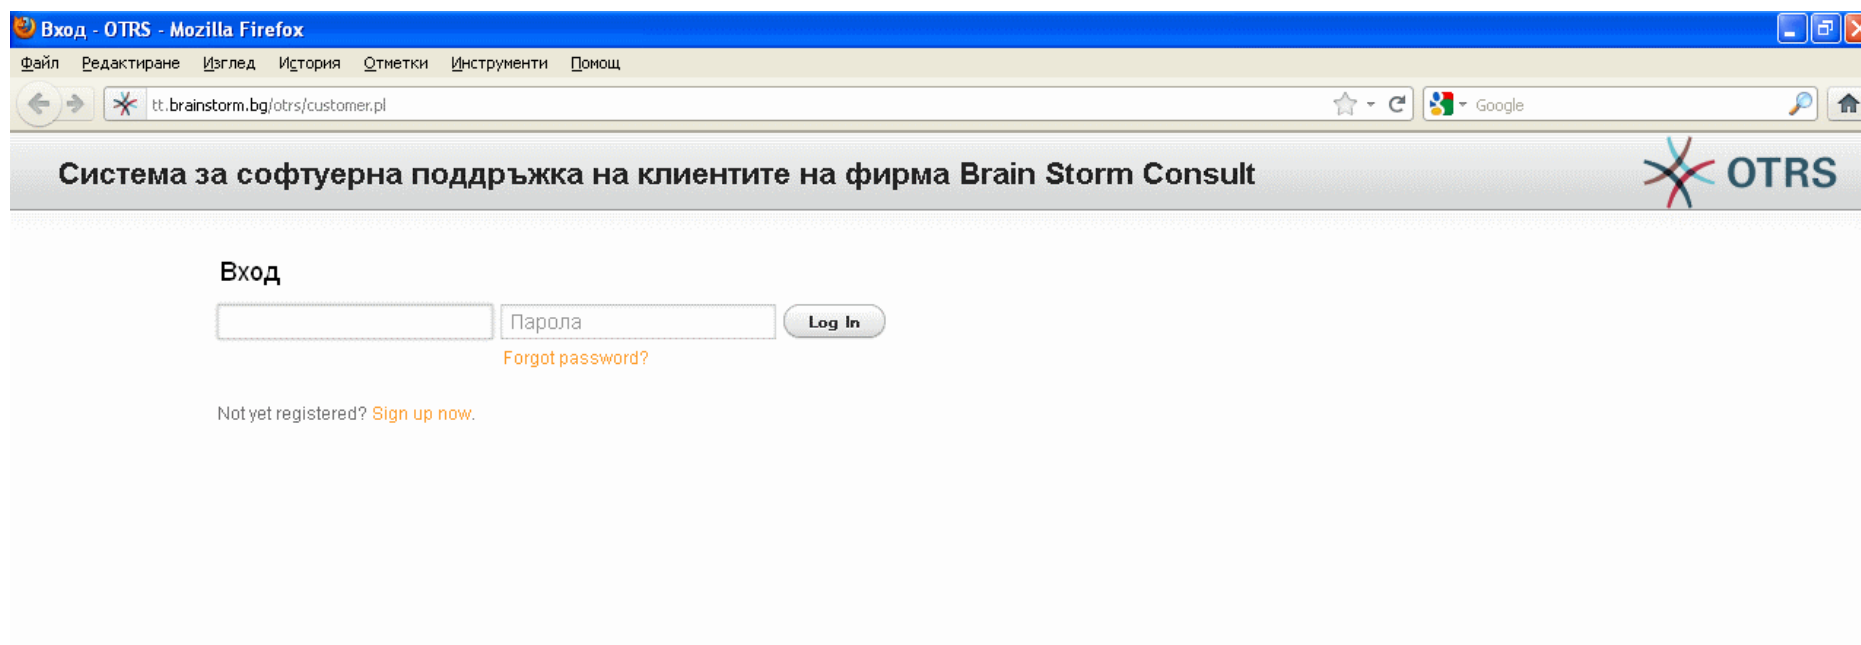 Вход - OTRS - Mozilla Firefox
Файл Редактиране Изглед История Отметки Инструменти Помощ
tt.brainstorm.bg/otrs/customer.pl Google
Система за софтуерна поддръжка на клиентите на фирма Brain Storm Consult OTRS
Вход
Парола Log In
Forgot password?
Not yet registered? Sign up now.